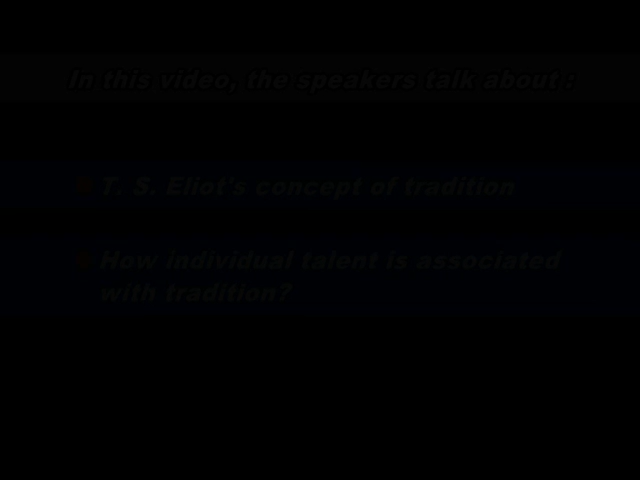 In this video, the speakers talk about :
T. S. Eliot's concept of tradition
How individual talent is associated
with tradition?